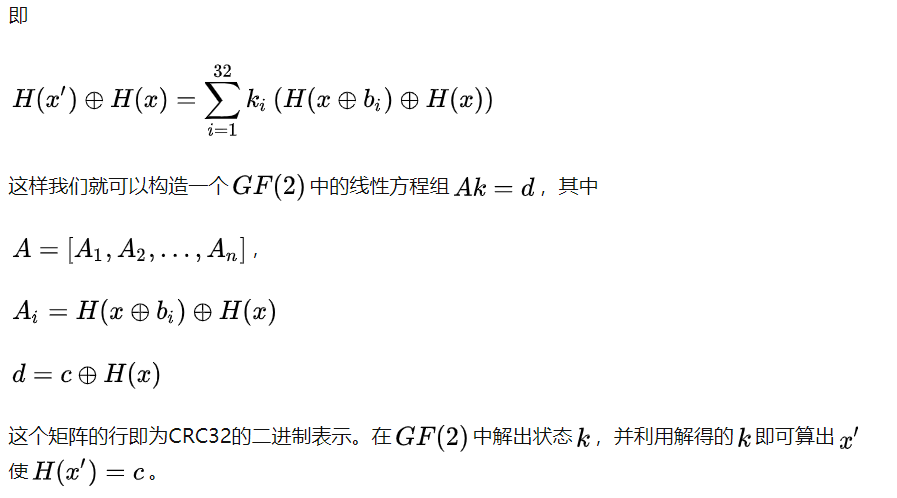 即
$H(x') \oplus H(x) = \sum_{i=1}^{32} k_i \left( H(x \oplus b_i) \oplus H(x) \right)$
这样我们就可以构造一个 $GF(2)$ 中的线性方程组 $Ak = d$，其中
$A = [A_1, A_2, \ldots, A_n]$，
$A_i = H(x \oplus b_i) \oplus H(x)$
$d = c \oplus H(x)$
这个矩阵的行即为CRC32的二进制表示。在 $GF(2)$ 中解出状态 $k$，并利用解得的 $k$ 即可算出 $x'$
使 $H(x') = c$。